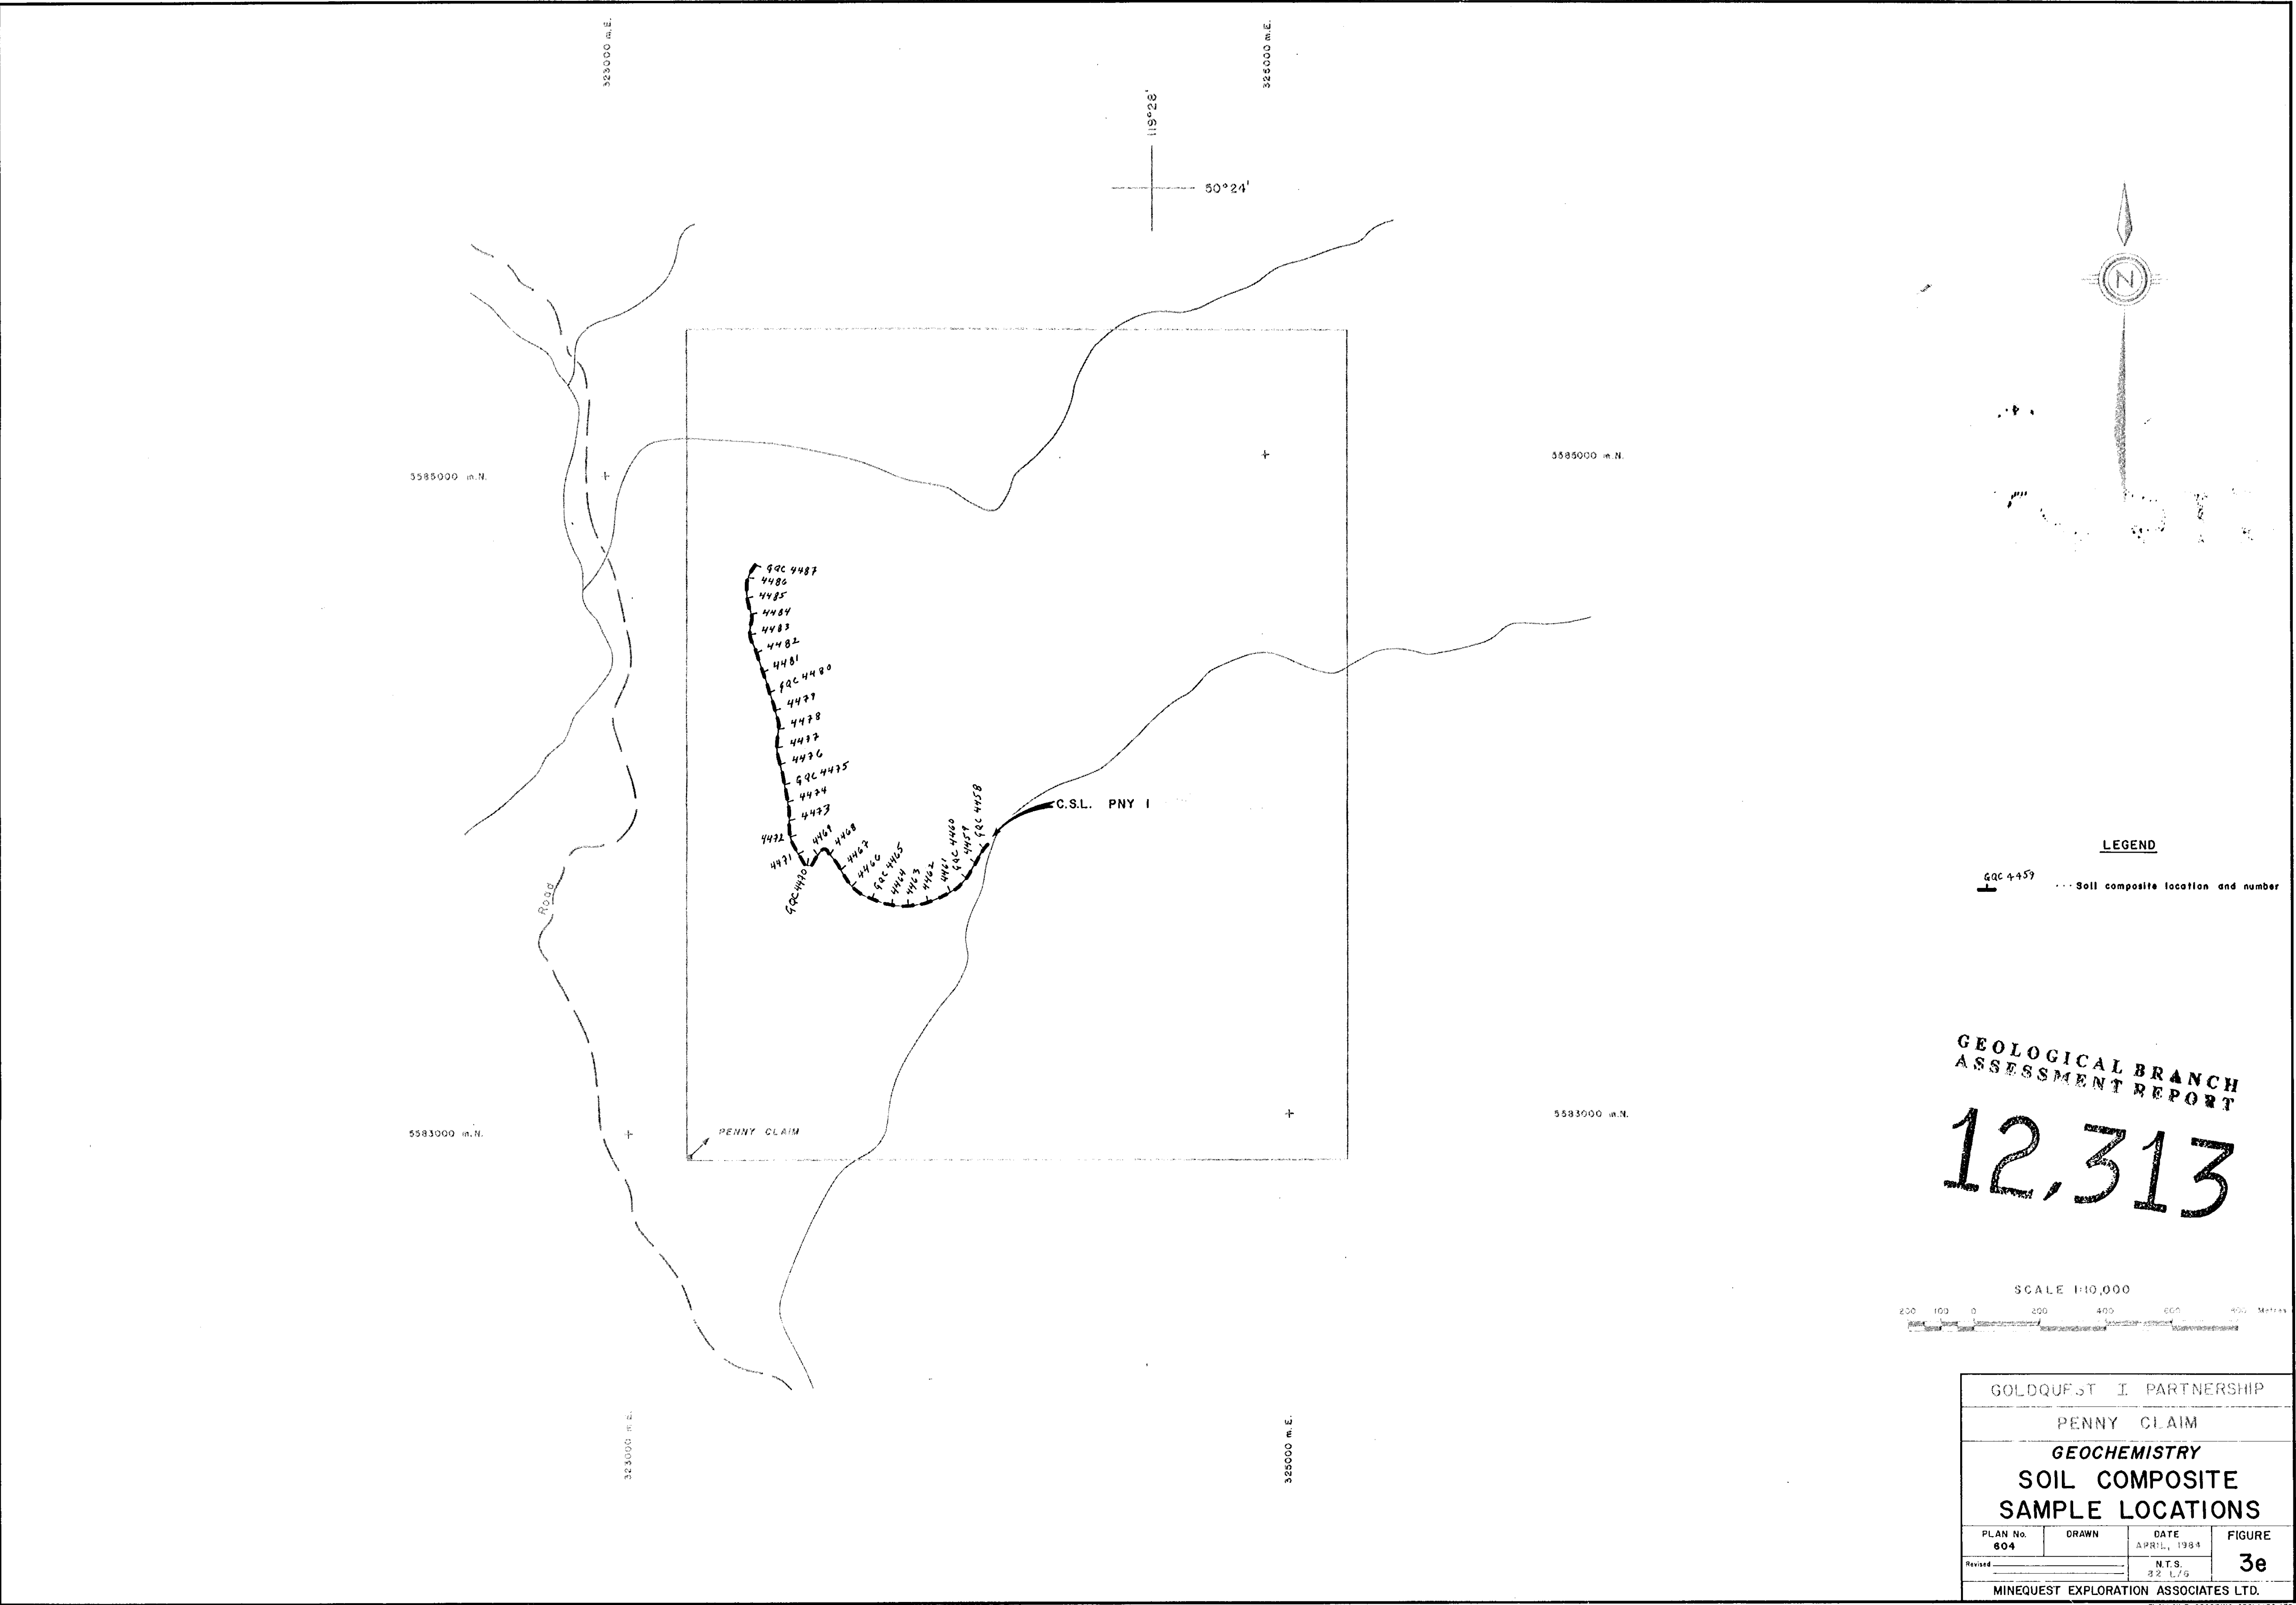 323000 m.E.
325000 m.E.
119°28'
50°24'
N
5585000 m.N.
5585000 m.N.
GQC 4487
4486
4485
4484
4483
4482
4481
GQC 4480
4479
4478
4477
4476
GQC 4475
4474
4473
4472
4471
GQC 4470
4469
4468
4467
4466
GQC 4465
4464
4463
4462
4461
GQC 4460
4459
GQC 4458
C.S.L. PNY 1
Road
LEGEND
GQC 4459
... Soil composite location and number
GEOLOGICAL BRANCH
ASSESSMENT REPORT
12,313
5583000 m.N.
5583000 m.N.
PENNY CLAIM
SCALE 1:10,000
200 100 0 200 400 600 800 Metres
323000 m.E.
325000 m.E.
GOLDQUEST I PARTNERSHIP
PENNY CLAIM
GEOCHEMISTRY
SOIL COMPOSITE
SAMPLE LOCATIONS
PLAN No.
604
DRAWN
DATE
APRIL, 1984
FIGURE
3e
Revised
N.T.S.
82 L/6
MINEQUEST EXPLORATION ASSOCIATES LTD.